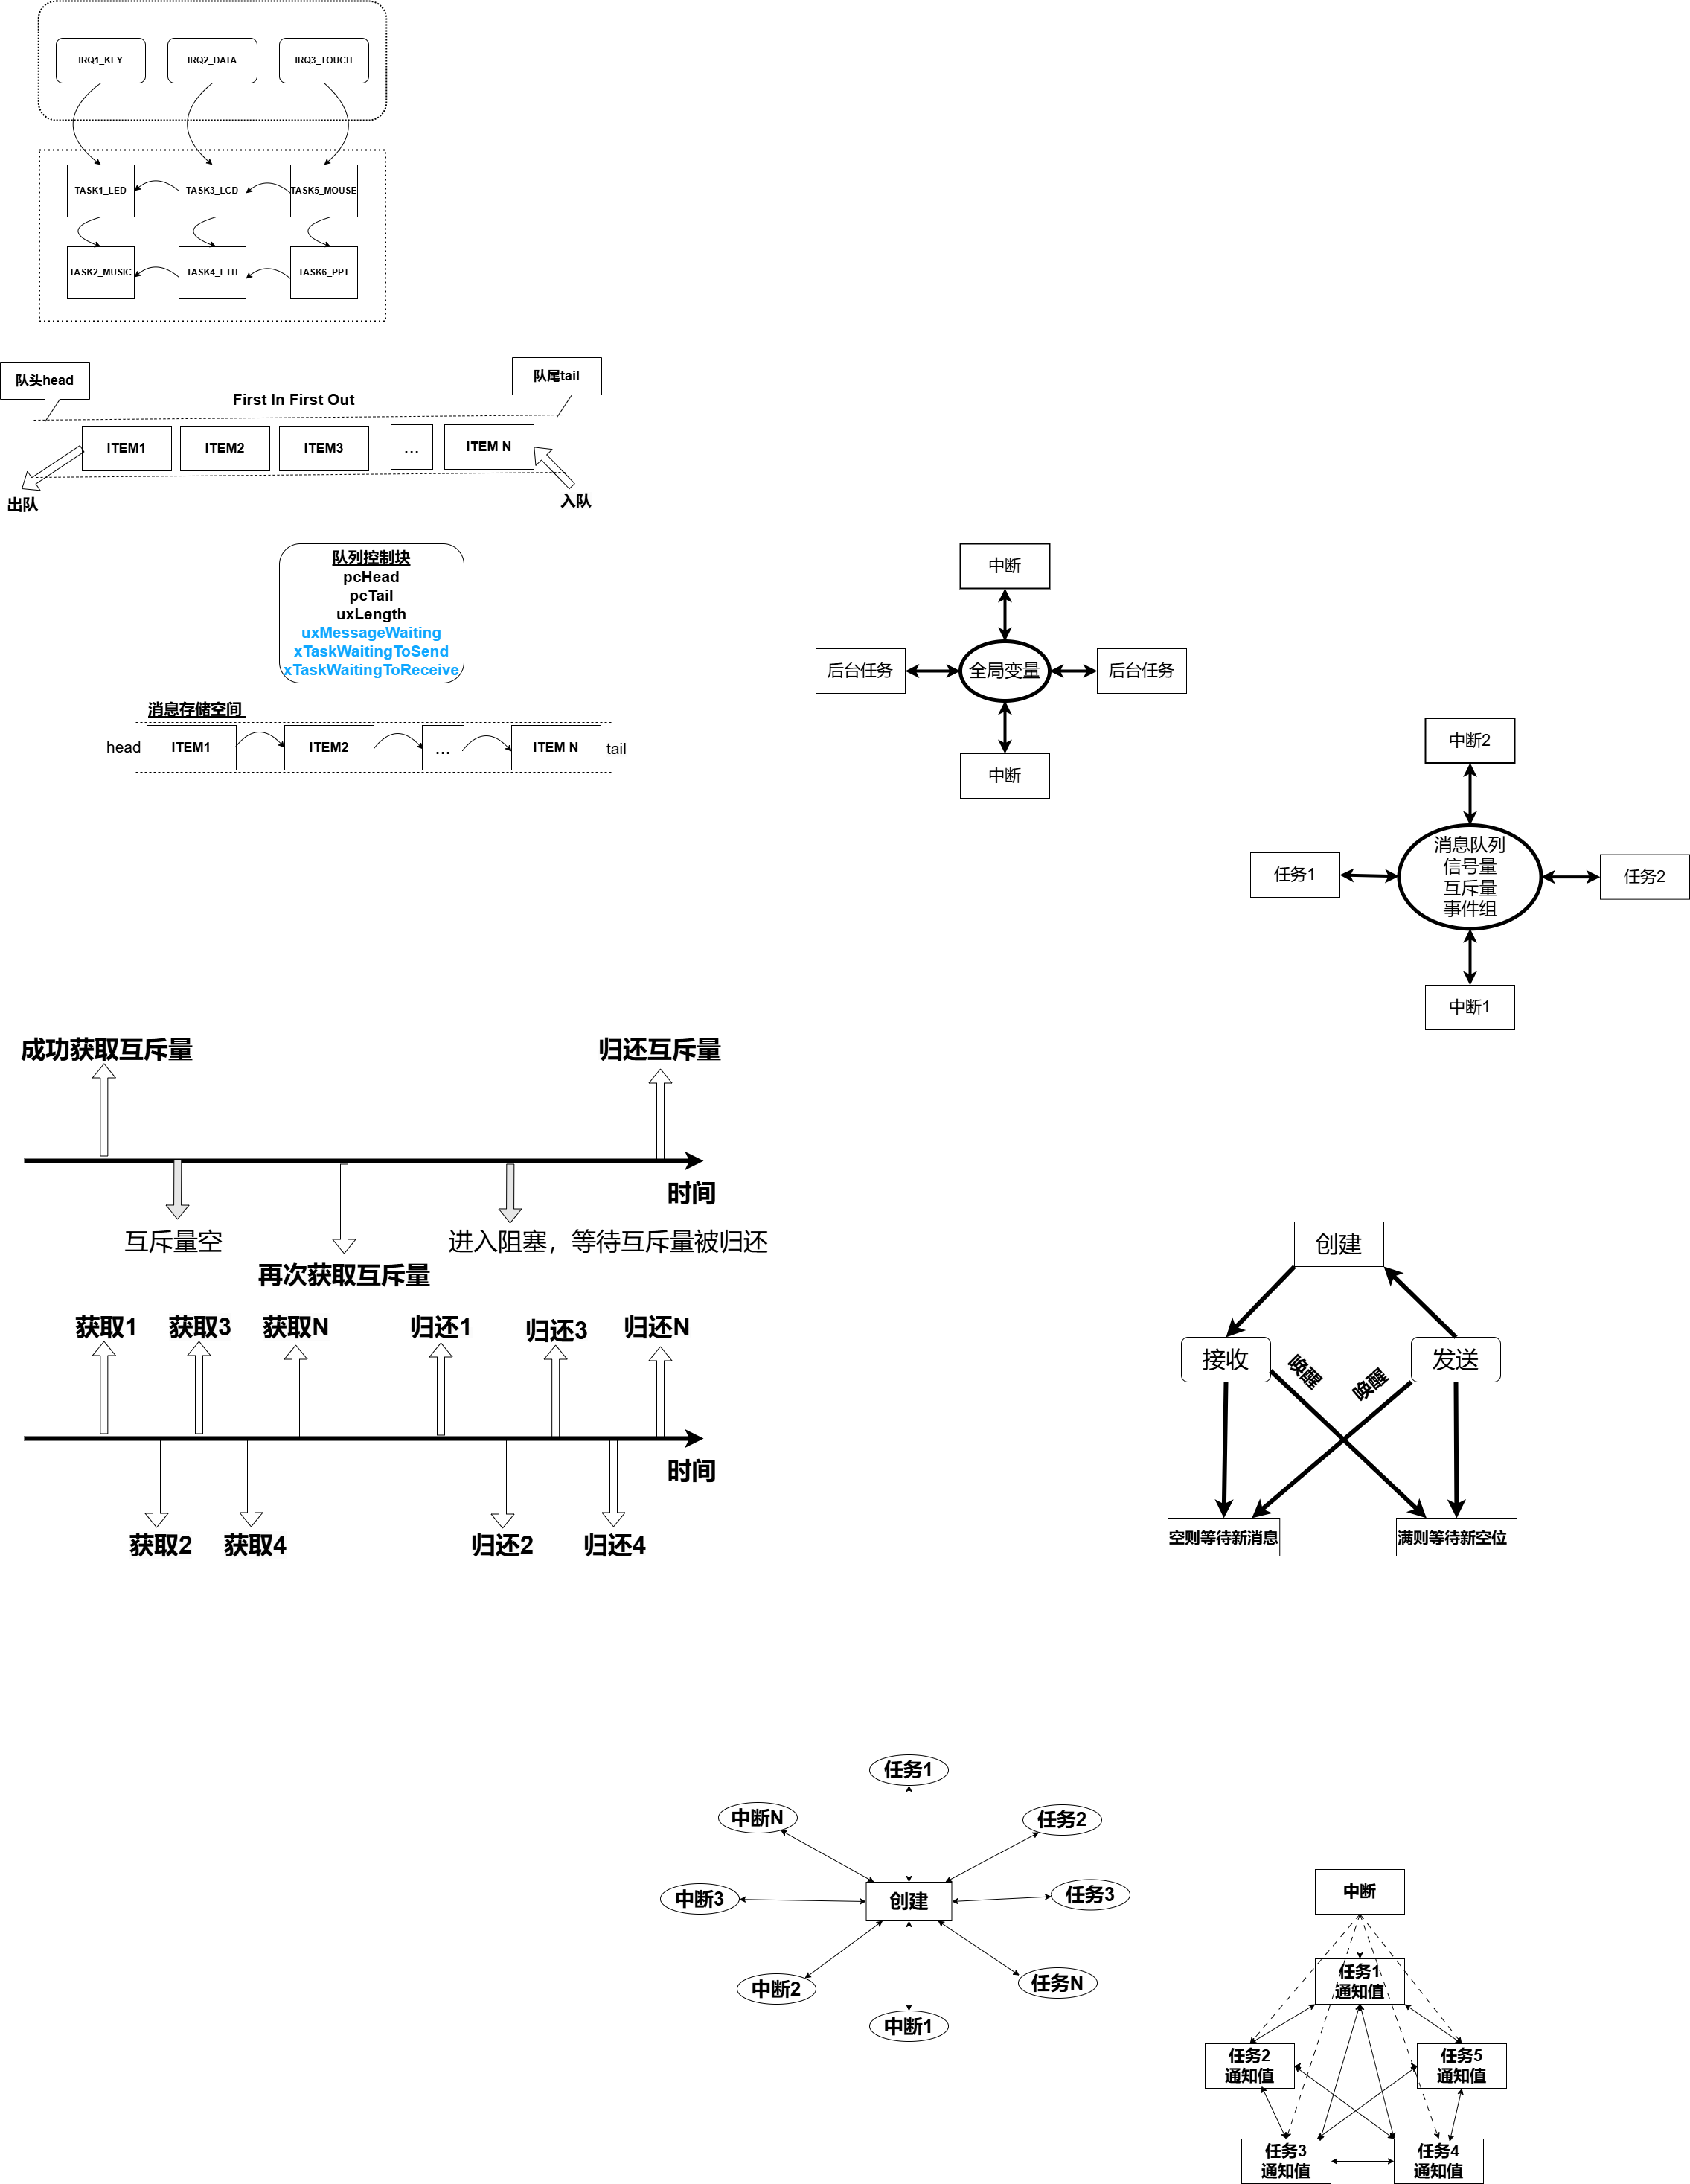 IRQ1_KEY
IRQ2_DATA
IRQ3_TOUCH
TASK1_LED
TASK3_LCD
TASK5_MOUSE
TASK2_MUSIC
TASK4_ETH
TASK6_PPT
队头head
队尾tail
First In First Out
ITEM1
ITEM2
ITEM3
...
ITEM N
出队
入队
队列控制块
pcHead
pcTail
uxLength
uxMessageWaiting
xTaskWaitingToSend
xTaskWaitingToReceive
消息存储空间
head
ITEM1
ITEM2
...
ITEM N
tail
中断
后台任务
全局变量
后台任务
中断
中断2
任务1
消息队列
信号量
互斥量
事件组
任务2
中断1
成功获取互斥量
归还互斥量
时间
互斥量空
进入阻塞，等待互斥量被归还
再次获取互斥量
获取1
获取3
获取N
归还1
归还3
归还N
时间
获取2
获取4
归还2
归还4
创建
接收
发送
唤醒
唤醒
空则等待新消息
满则等待新空位
任务1
中断N
任务2
中断3
创建
任务3
中断2
任务N
中断1
中断
任务1
通知值
任务2
通知值
任务5
通知值
任务3
通知值
任务4
通知值